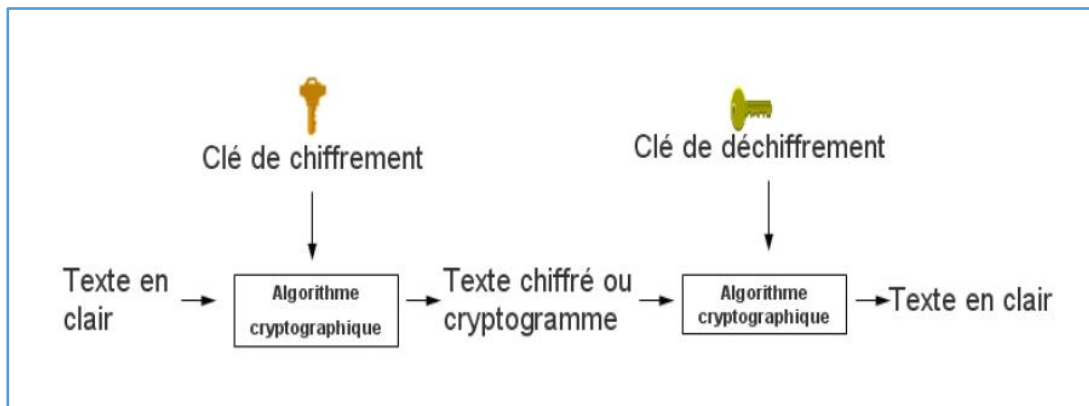 Clé de chiffrement
Clé de déchiffrement
Texte en
clair
Algorithme
cryptographique
Texte chiffré ou
cryptogramme
Algorithme
cryptographique
Texte en clair